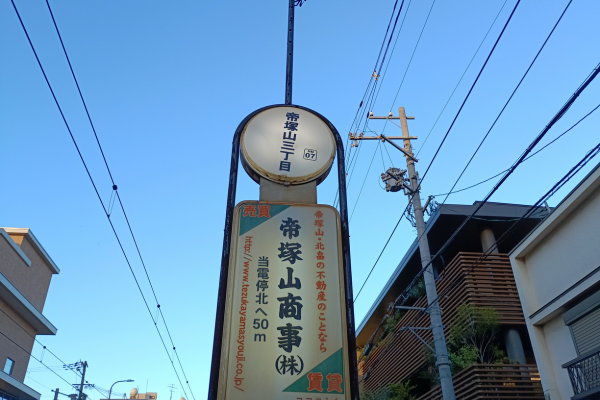 帝塚山三丁目
07
売買
帝塚山・北畠の不動産のことなら
帝塚山商事㈱
当電停北へ50m
http://www.tezukayamasyouji.co.jp/
賃貸